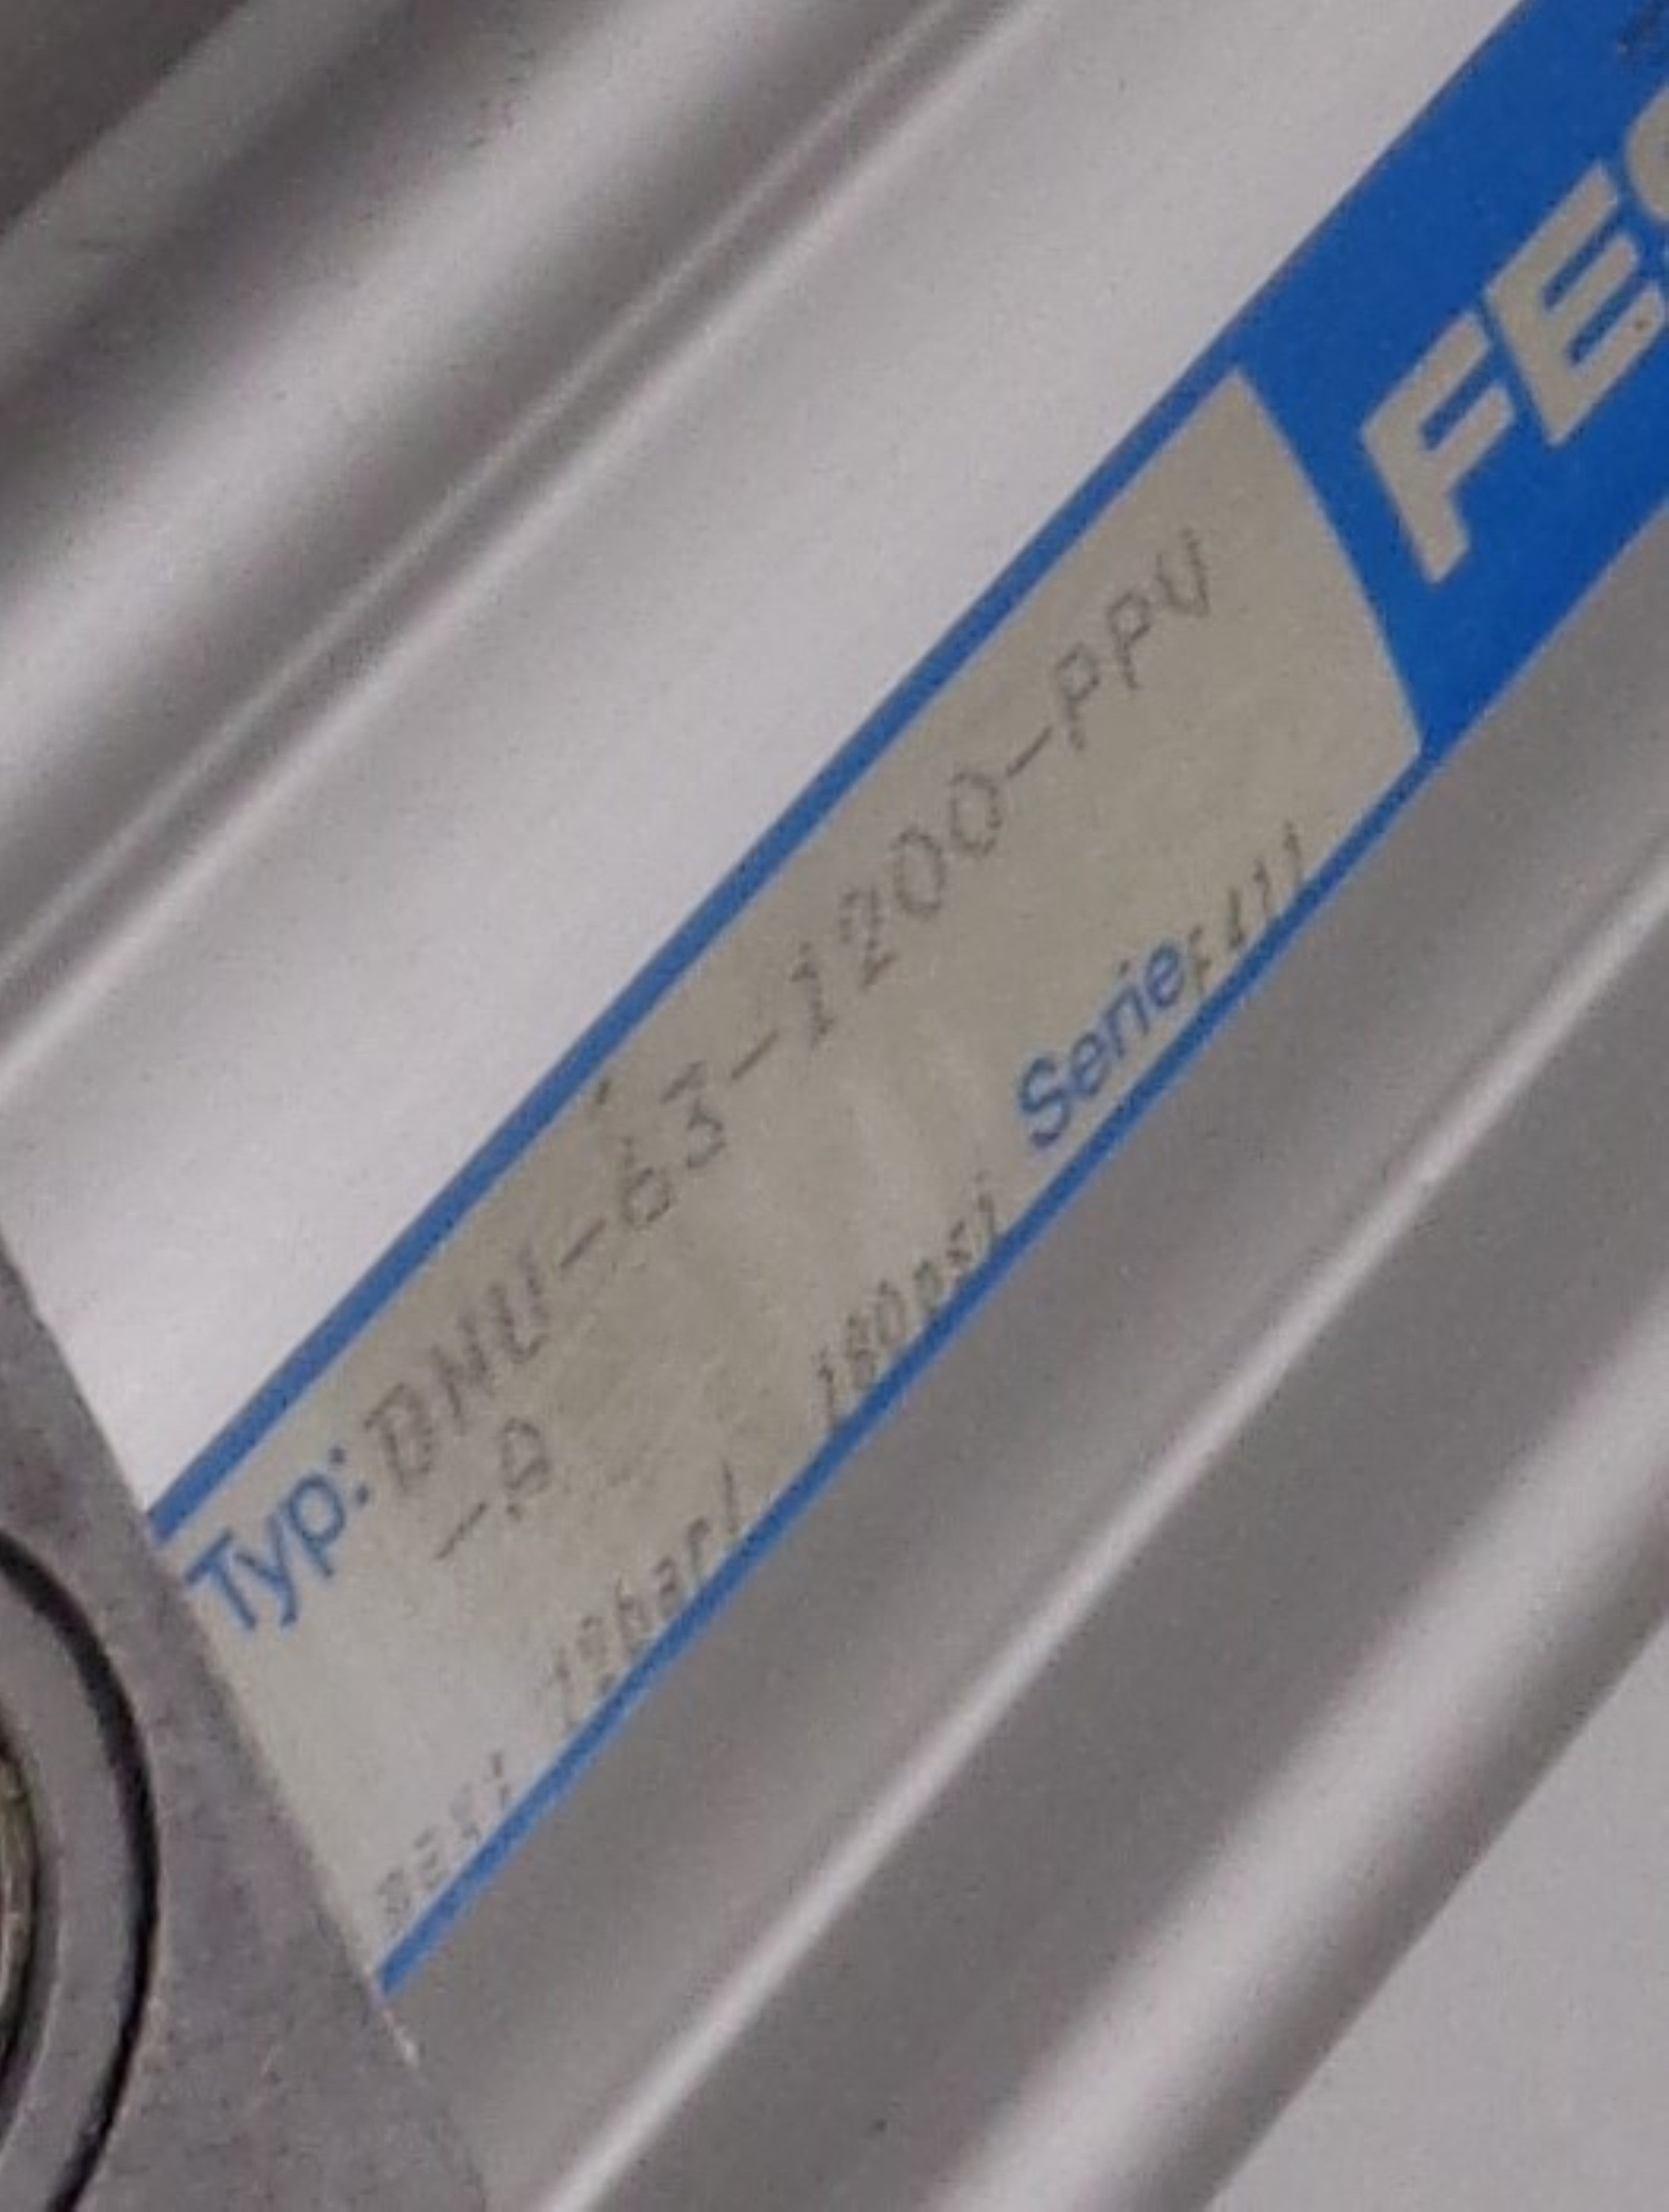 FES
Typ: DNU-63-1200-PPV
-A
12bar/ 180psi Serie